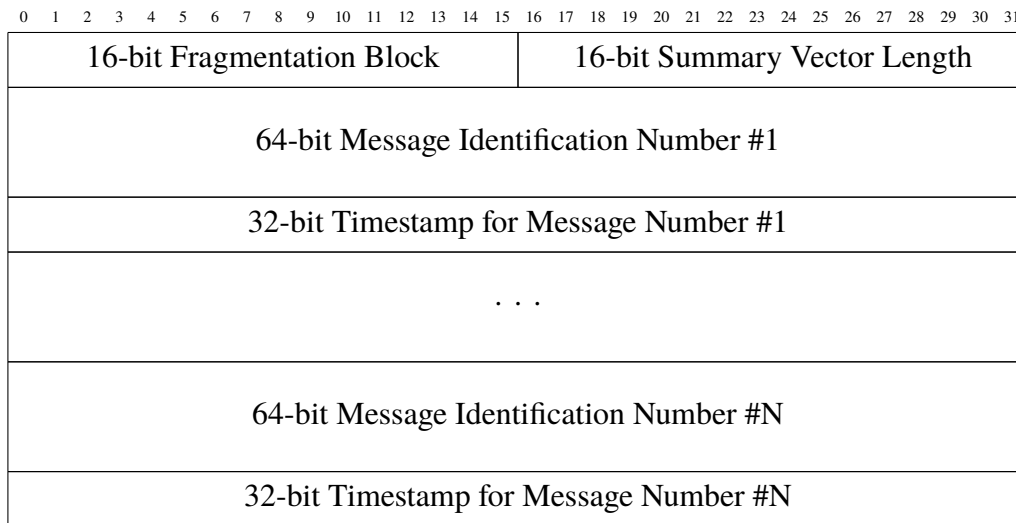 0 1 2 3 4 5 6 7 8 9 10 11 12 13 14 15 16 17 18 19 20 21 22 23 24 25 26 27 28 29 30 31
16-bit Fragmentation Block 16-bit Summary Vector Length
64-bit Message Identification Number #1
32-bit Timestamp for Message Number #1
. . .
64-bit Message Identification Number #N
32-bit Timestamp for Message Number #N